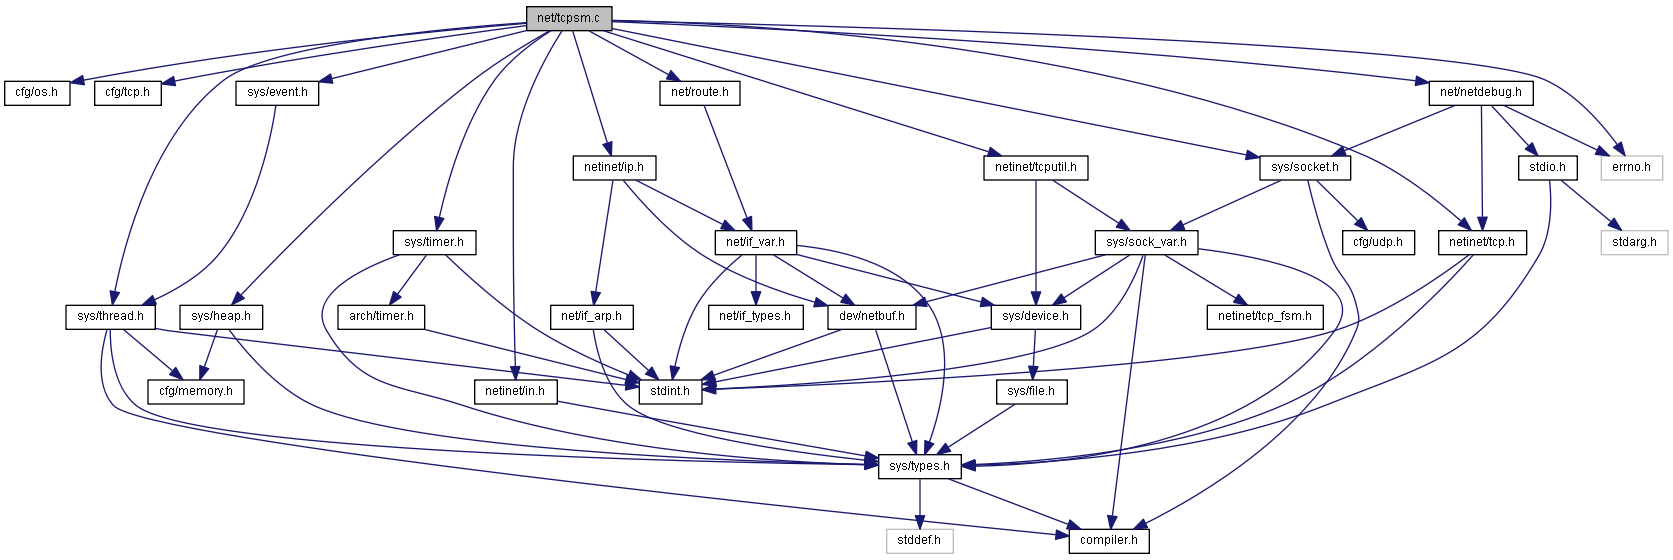 net/tcpsm.c
cfg/os.h
cfg/tcp.h
sys/event.h
net/route.h
net/netdebug.h
netinet/ip.h
netinet/tcputil.h
sys/socket.h
stdio.h
errno.h
sys/timer.h
net/if_var.h
sys/sock_var.h
cfg/udp.h
netinet/tcp.h
stdarg.h
sys/thread.h
sys/heap.h
arch/timer.h
net/if_arp.h
net/if_types.h
dev/netbuf.h
sys/device.h
netinet/tcp_fsm.h
cfg/memory.h
netinet/in.h
stdint.h
sys/file.h
sys/types.h
stddef.h
compiler.h